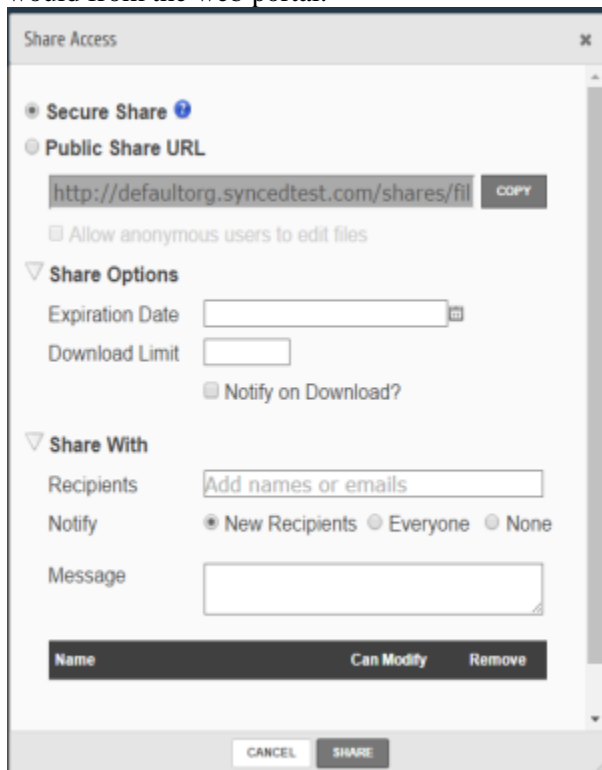 would from the web portal.
Share Access
Secure Share
Public Share URL
http://defaultorg.syncedtest.com/shares/fil COPY
Allow anonymous users to edit files
Share Options
Expiration Date
Download Limit
Notify on Download?
Share With
Recipients Add names or emails
Notify New Recipients Everyone None
Message
Name Can Modify Remove
CANCEL SHARE